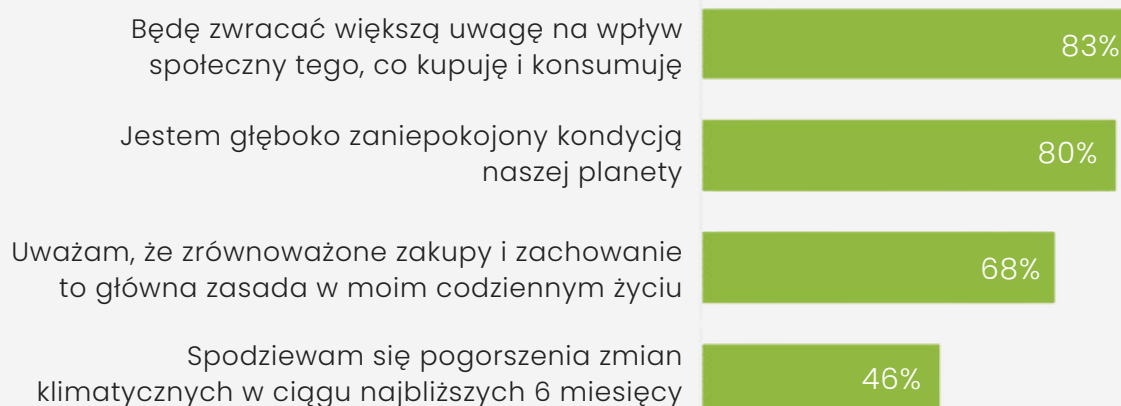 Będę zwracać większą uwagę na wpływ
społeczny tego, co kupuję i konsumuję
83%
Jestem głęboko zaniepokojony kondycją
naszej planety
80%
Uważam, że zrównoważone zakupy i zachowanie
to główna zasada w moim codziennym życiu
68%
Spodziewam się pogorszenia zmian
klimatycznych w ciągu najbliższych 6 miesięcy
46%